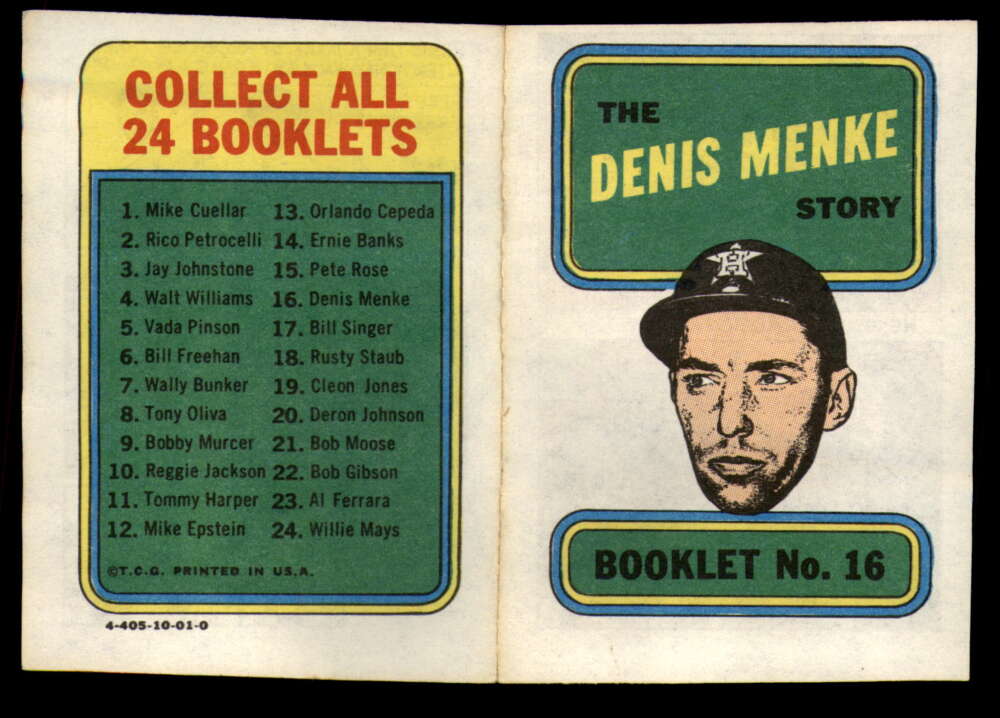 COLLECT ALL
24 BOOKLETS
1. Mike Cuellar
2. Rico Petrocelli
3. Jay Johnstone
4. Walt Williams
5. Vada Pinson
6. Bill Freehan
7. Wally Bunker
8. Tony Oliva
9. Bobby Murcer
10. Reggie Jackson
11. Tommy Harper
12. Mike Epstein
13. Orlando Cepeda
14. Ernie Banks
15. Pete Rose
16. Denis Menke
17. Bill Singer
18. Rusty Staub
19. Cleon Jones
20. Deron Johnson
21. Bob Moose
22. Bob Gibson
23. Al Ferrara
24. Willie Mays
©T.C.G. PRINTED IN U.S.A.
4-405-10-01-0
THE
DENIS MENKE
STORY
H
BOOKLET No. 16